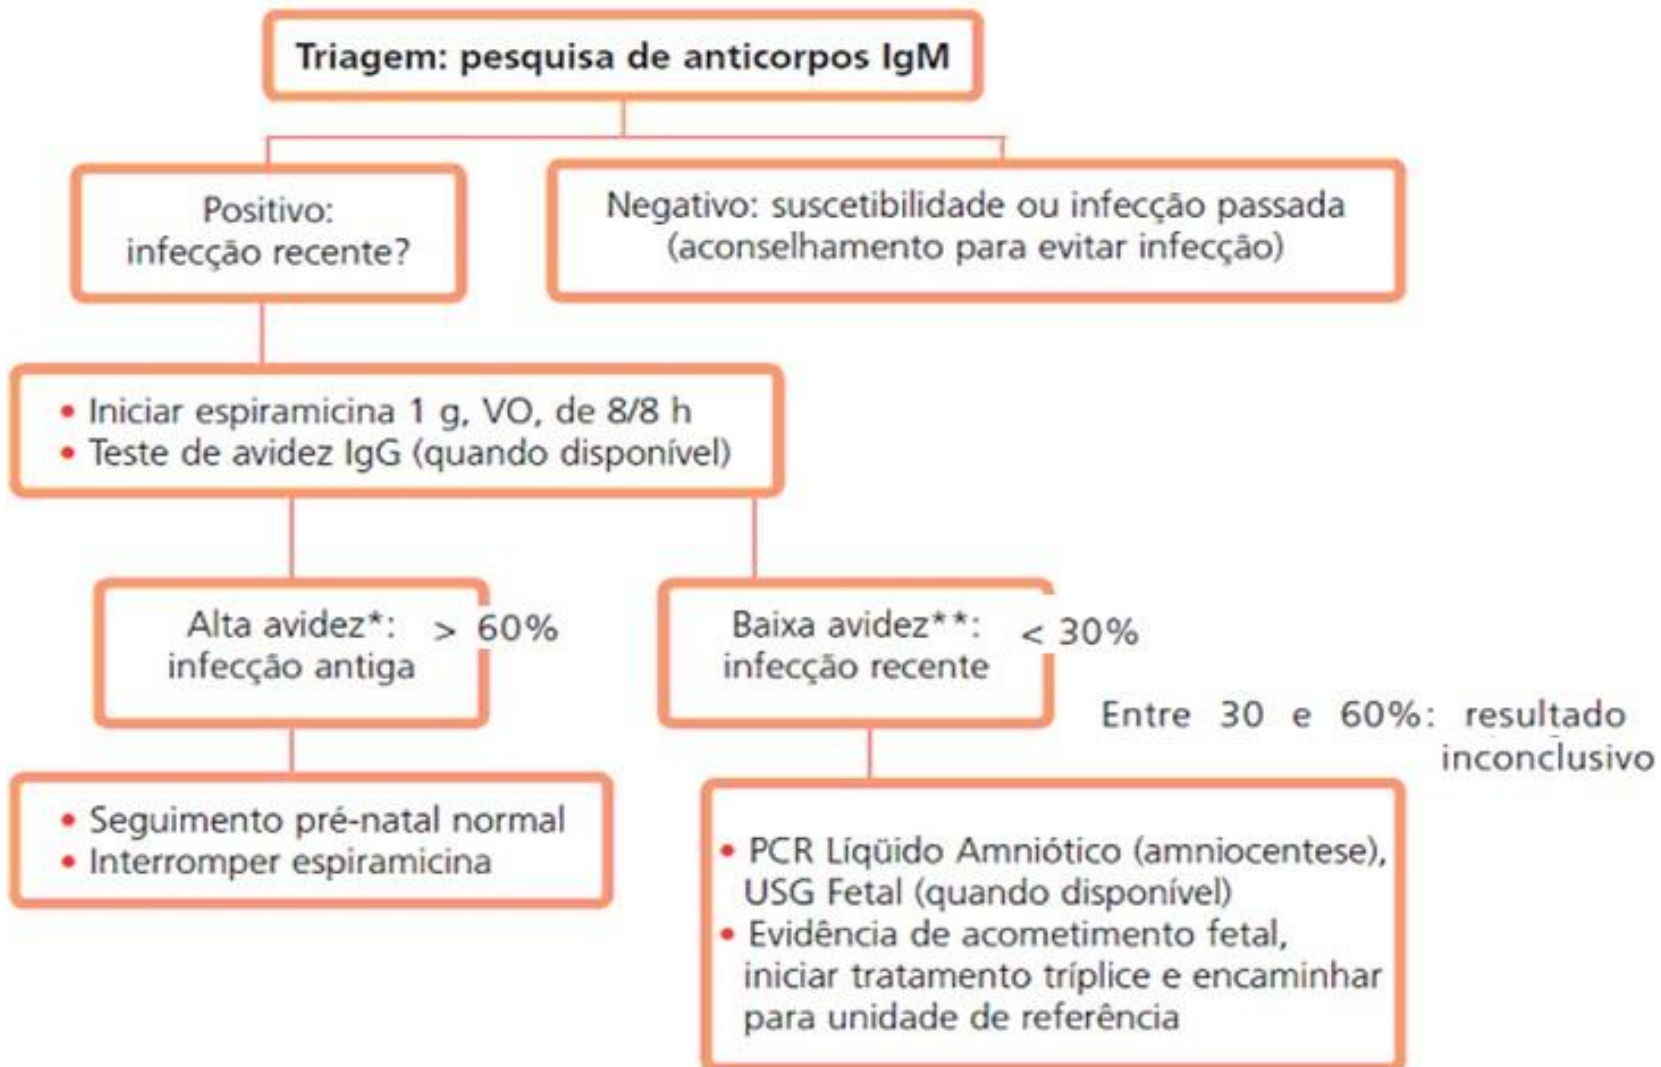 Triagem: pesquisa de anticorpos IgM
Positivo:
infecção recente?
Negativo: suscetibilidade ou infecção passada
(aconselhamento para evitar infecção)
• Iniciar espiramicina 1 g, VO, de 8/8 h
• Teste de avidez IgG (quando disponível)
Alta avidez*: > 60%
infecção antiga
Baixa avidez**: < 30%
infecção recente
Entre 30 e 60%: resultado
inconclusivo
• Seguimento pré-natal normal
• Interromper espiramicina
• PCR Líqüido Amniótico (amniocentese),
USG Fetal (quando disponível)
• Evidência de acometimento fetal,
iniciar tratamento tríplice e encaminhar
para unidade de referência